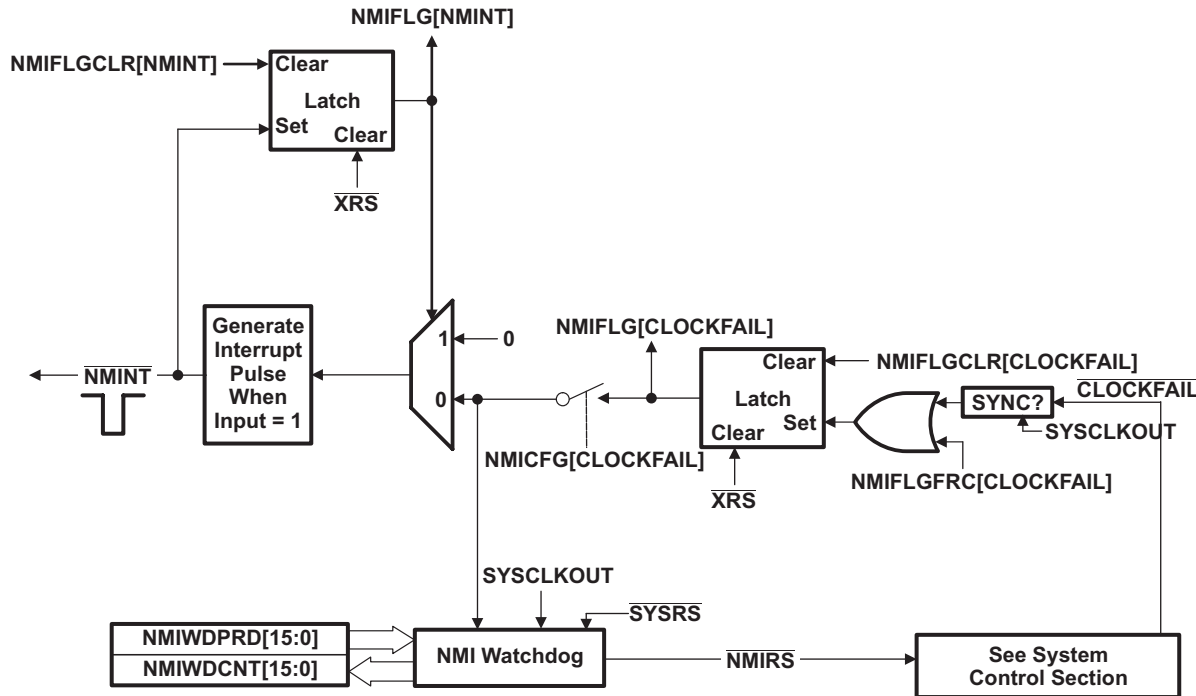 NMIFLG[NMINT]
NMIFLGCLR[NMINT]
Clear
Latch
Set
Clear
XRS
Generate
Interrupt
Pulse
When
Input = 1
NMINT
1
0
0
NMIFLG[CLOCKFAIL]
NMICFG[CLOCKFAIL]
Clear
Latch
Clear
Set
XRS
NMIFLGCLR[CLOCKFAIL]
CLOCKFAIL
SYNC?
SYSCLKOUT
NMIFLGFRC[CLOCKFAIL]
SYSCLKOUT
SYSRS
NMIWDPRD[15:0]
NMIWDCNT[15:0]
NMI Watchdog
NMIRS
See System
Control Section